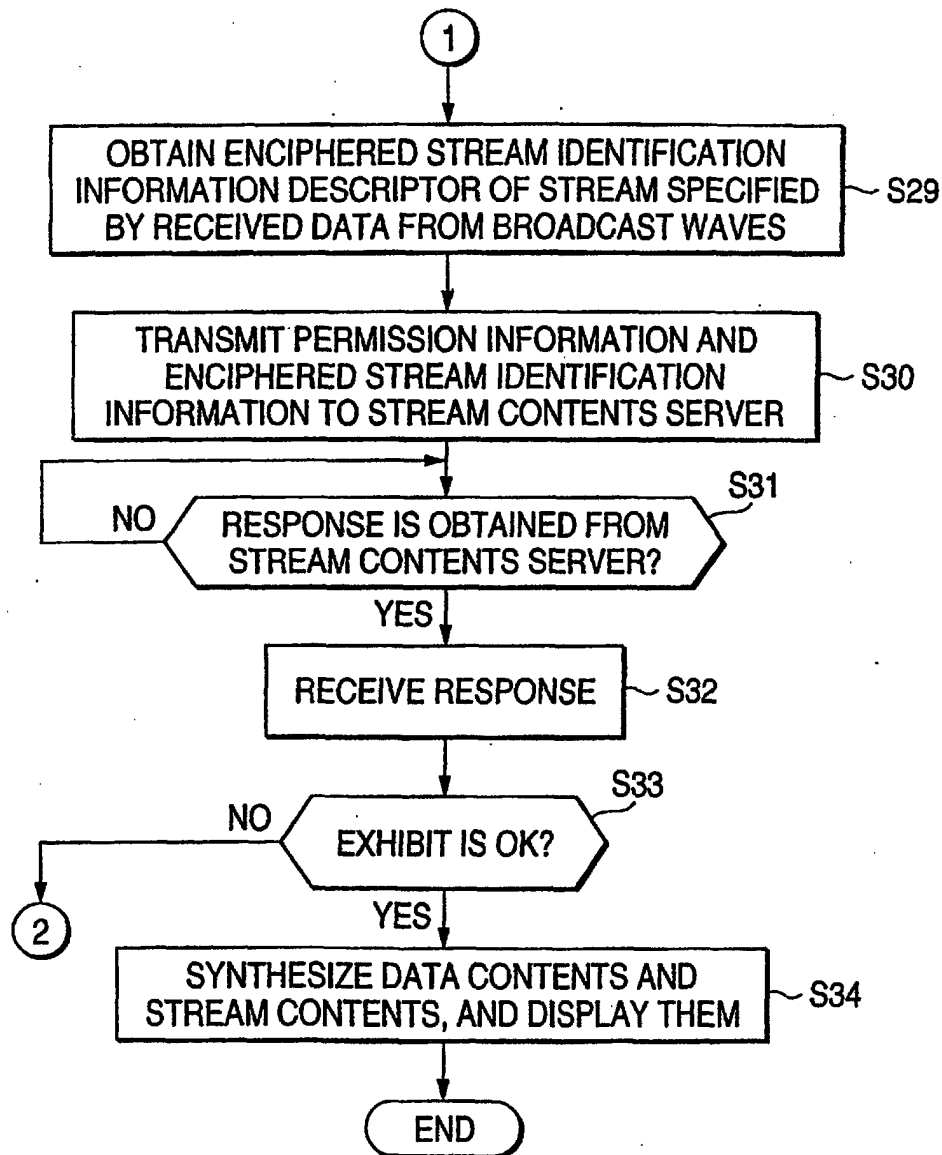 1
OBTAIN ENCIPHERED STREAM IDENTIFICATION
INFORMATION DESCRIPTOR OF STREAM SPECIFIED
BY RECEIVED DATA FROM BROADCAST WAVES
S29
TRANSMIT PERMISSION INFORMATION AND
ENCIPHERED STREAM IDENTIFICATION
INFORMATION TO STREAM CONTENTS SERVER
S30
S31
NO
RESPONSE IS OBTAINED FROM
STREAM CONTENTS SERVER?
YES
RECEIVE RESPONSE
S32
S33
NO
EXHIBIT IS OK?
2
YES
SYNTHESIZE DATA CONTENTS AND
STREAM CONTENTS, AND DISPLAY THEM
S34
END